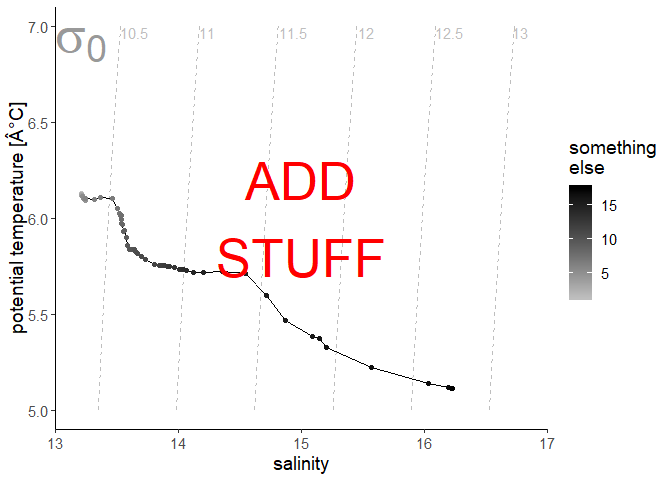 σ0
10.5 11 11.5 12 12.5 13
7.0
6.5
6.0
5.5
5.0
potential temperature [Â°C]
ADD
STUFF
13 14 15 16 17
salinity
something
else
15
10
5